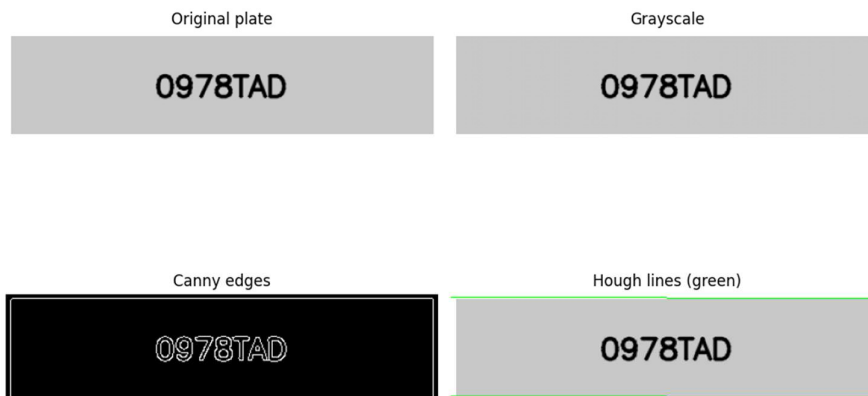 Original plate
Grayscale
0978TAD
0978TAD
Canny edges
Hough lines (green)
0978TAD
0978TAD